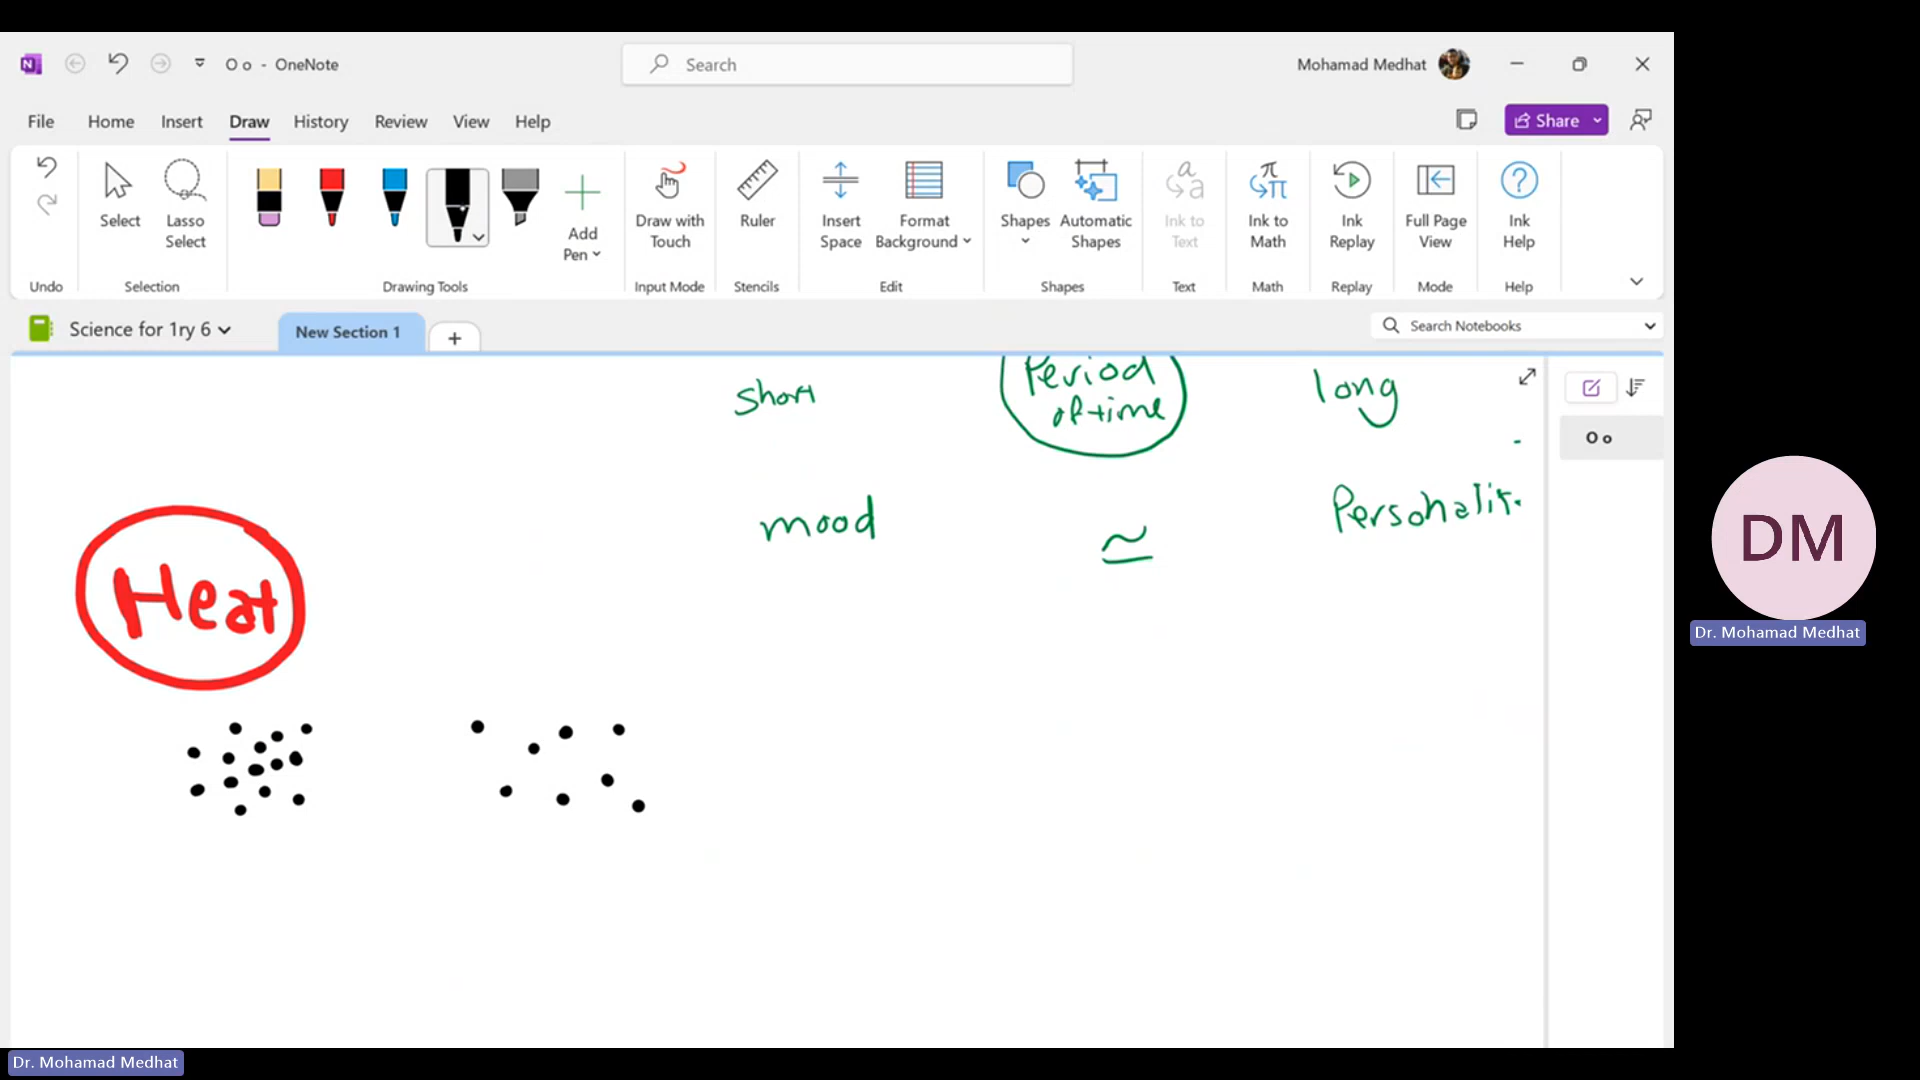 O o - OneNote
Search
Mohamad Medhat
File Home Insert Draw History Review View Help
Share
Select
Lasso Select
Add Pen
Draw with Touch
Ruler
Insert Space
Format Background
Shapes
Automatic Shapes
Ink to Text
Ink to Math
Ink Replay
Full Page View
Ink Help
Undo
Selection
Drawing Tools
Input Mode
Stencils
Edit
Shapes
Text
Math
Replay
Mode
Help
Science for 1ry 6
New Section 1
Search Notebooks
O o
short
Period
of time
long
mood
≃
Heat
DM
Dr. Mohamad Medhat
Dr. Mohamad Medhat